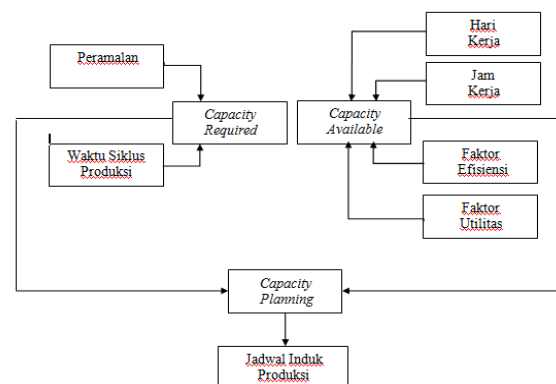 Hari
Kerja
Peramalan
Jam
Kerja
Capacity
Required
Capacity
Available
Waktu Siklus
Produksi
Faktor
Efisiensi
Faktor
Utilitas
Capacity
Planning
Jadwal Induk
Produksi